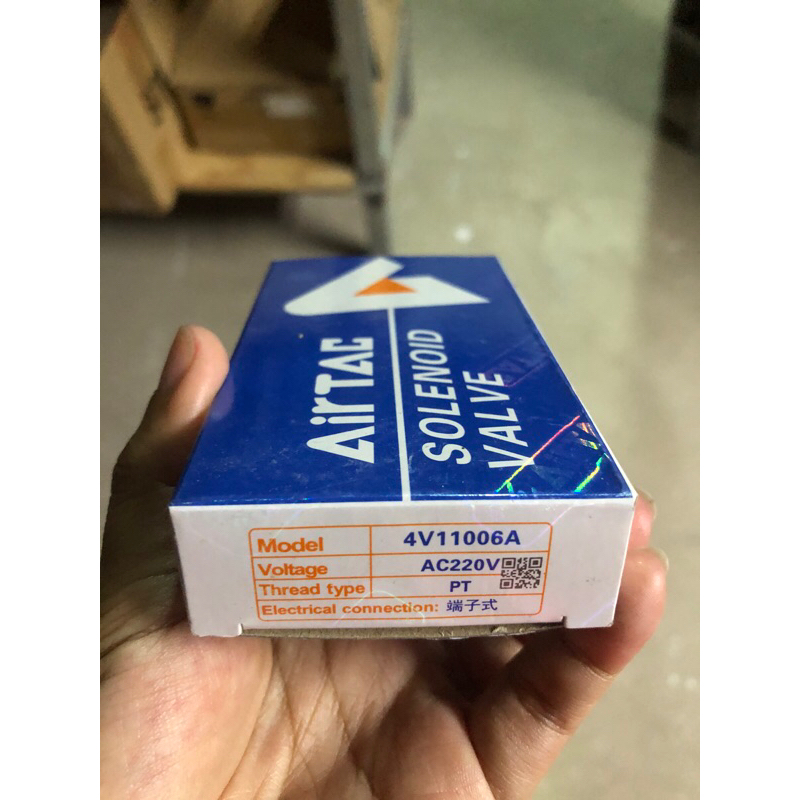 AirTAC
SOLENOID
VALVE
Model 4V11006A
Voltage AC220V
Thread type PT
Electrical connection: 端子式